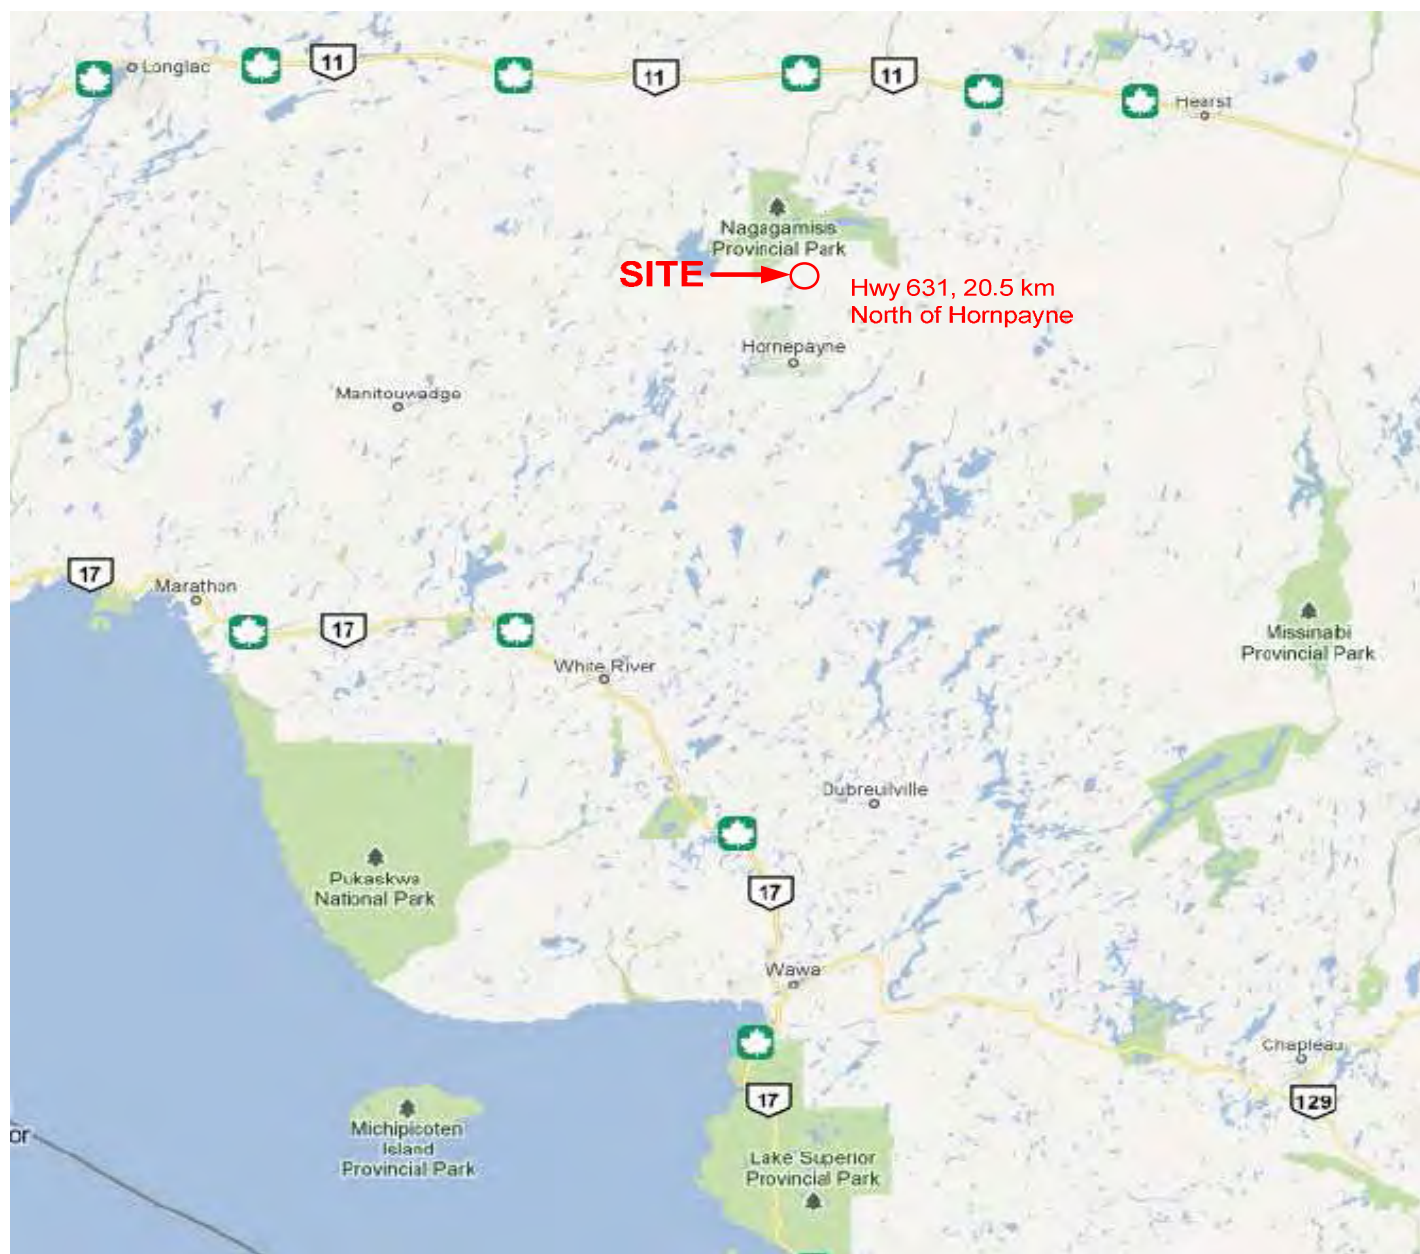 Longlac
11
11
11
Hearst
Nagagamisis
Provincial Park
SITE
Hwy 631, 20.5 km
North of Hornpayne
Hornepayne
Manitouwadge
17
Marathon
17
White River
Missinabi
Provincial Park
Dubreuilville
Pukaskwa
National Park
17
Wawa
Chapleau
129
17
Michipicoten
Island
Provincial Park
or
Lake Superior
Provincial Park